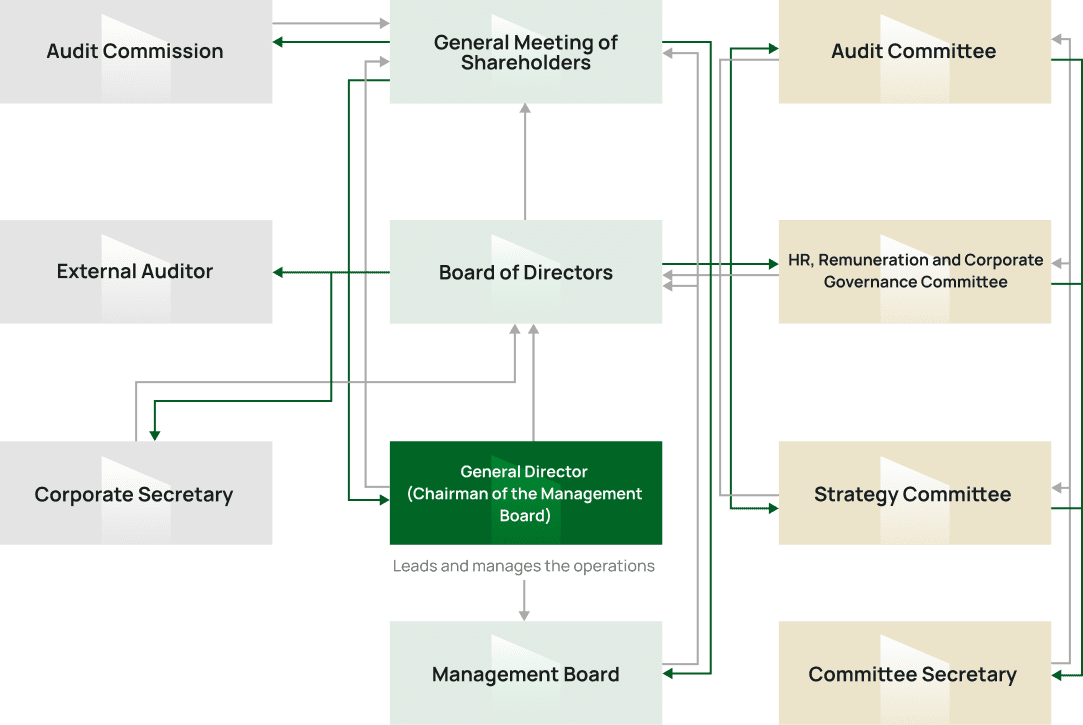 Audit Commission
General Meeting of
Shareholders
Audit Committee
External Auditor
Board of Directors
HR, Remuneration and Corporate
Governance Committee
Corporate Secretary
General Director
(Chairman of the Management
Board)
Strategy Committee
Leads and manages the operations
Management Board
Committee Secretary